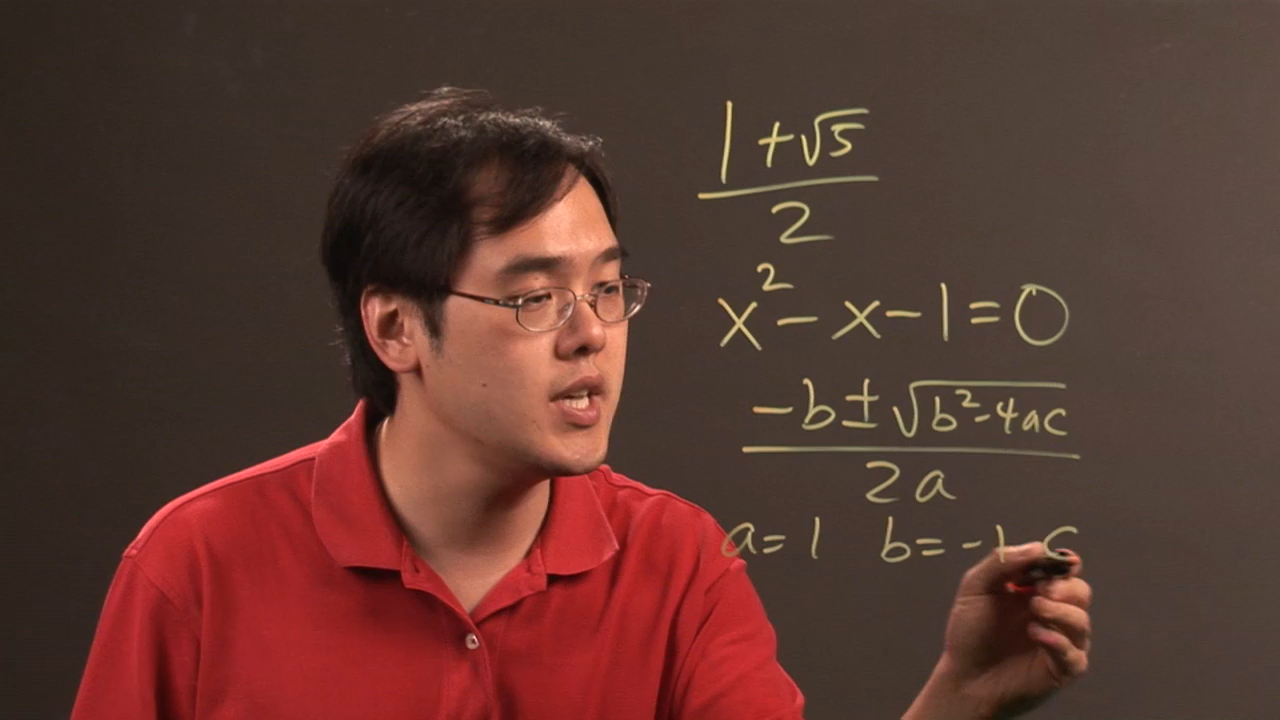 1 + √5
2
x² - x - 1 = 0
-b ± √b² - 4ac
2a
a = 1 b = -1 c